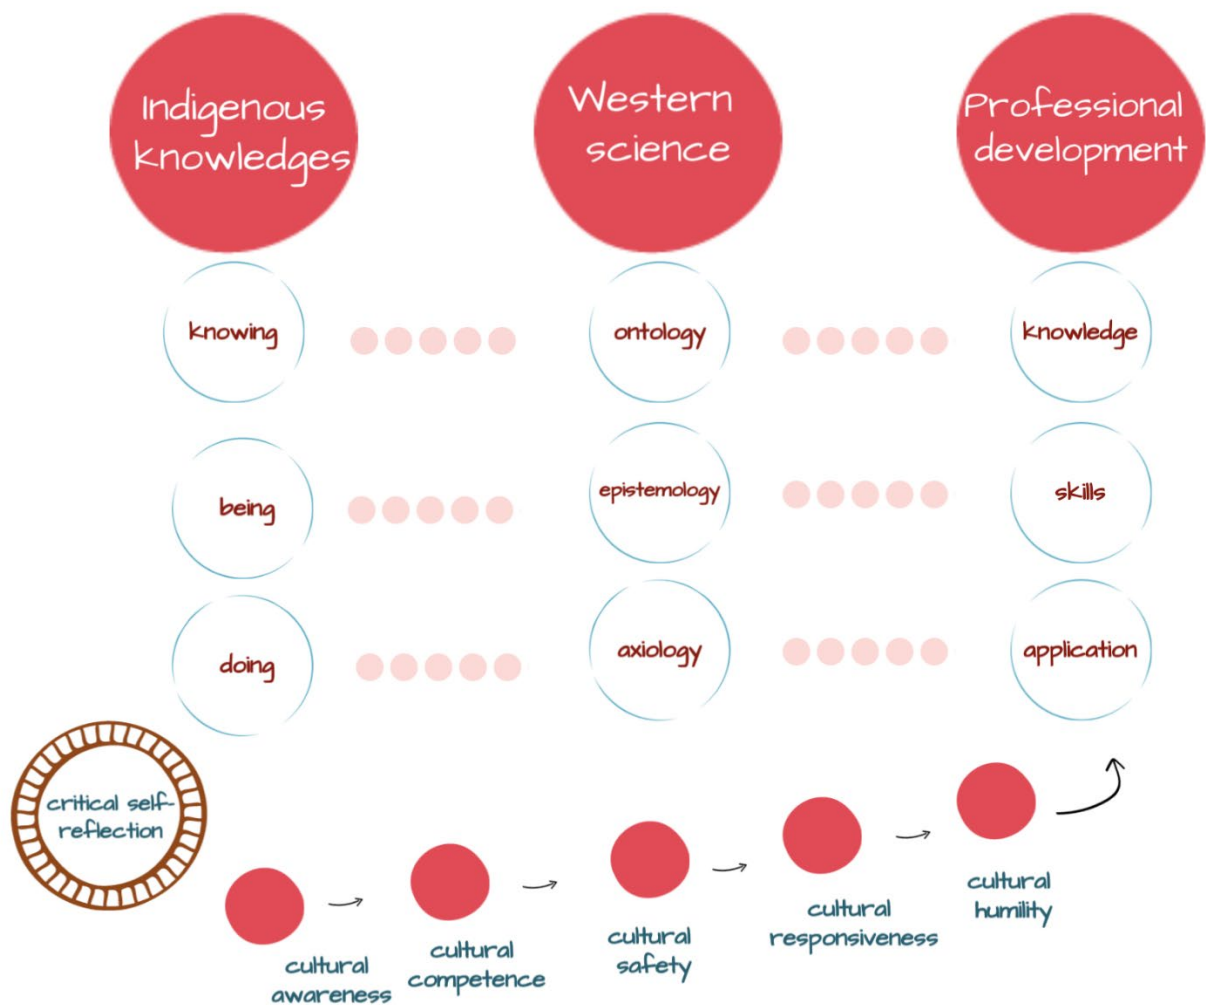 Indigenous
knowledges
Western
science
Professional
development
knowing
ontology
knowledge
being
epistemology
skills
doing
axiology
application
critical self-
reflection
cultural
awareness
cultural
competence
cultural
safety
cultural
responsiveness
cultural
humility